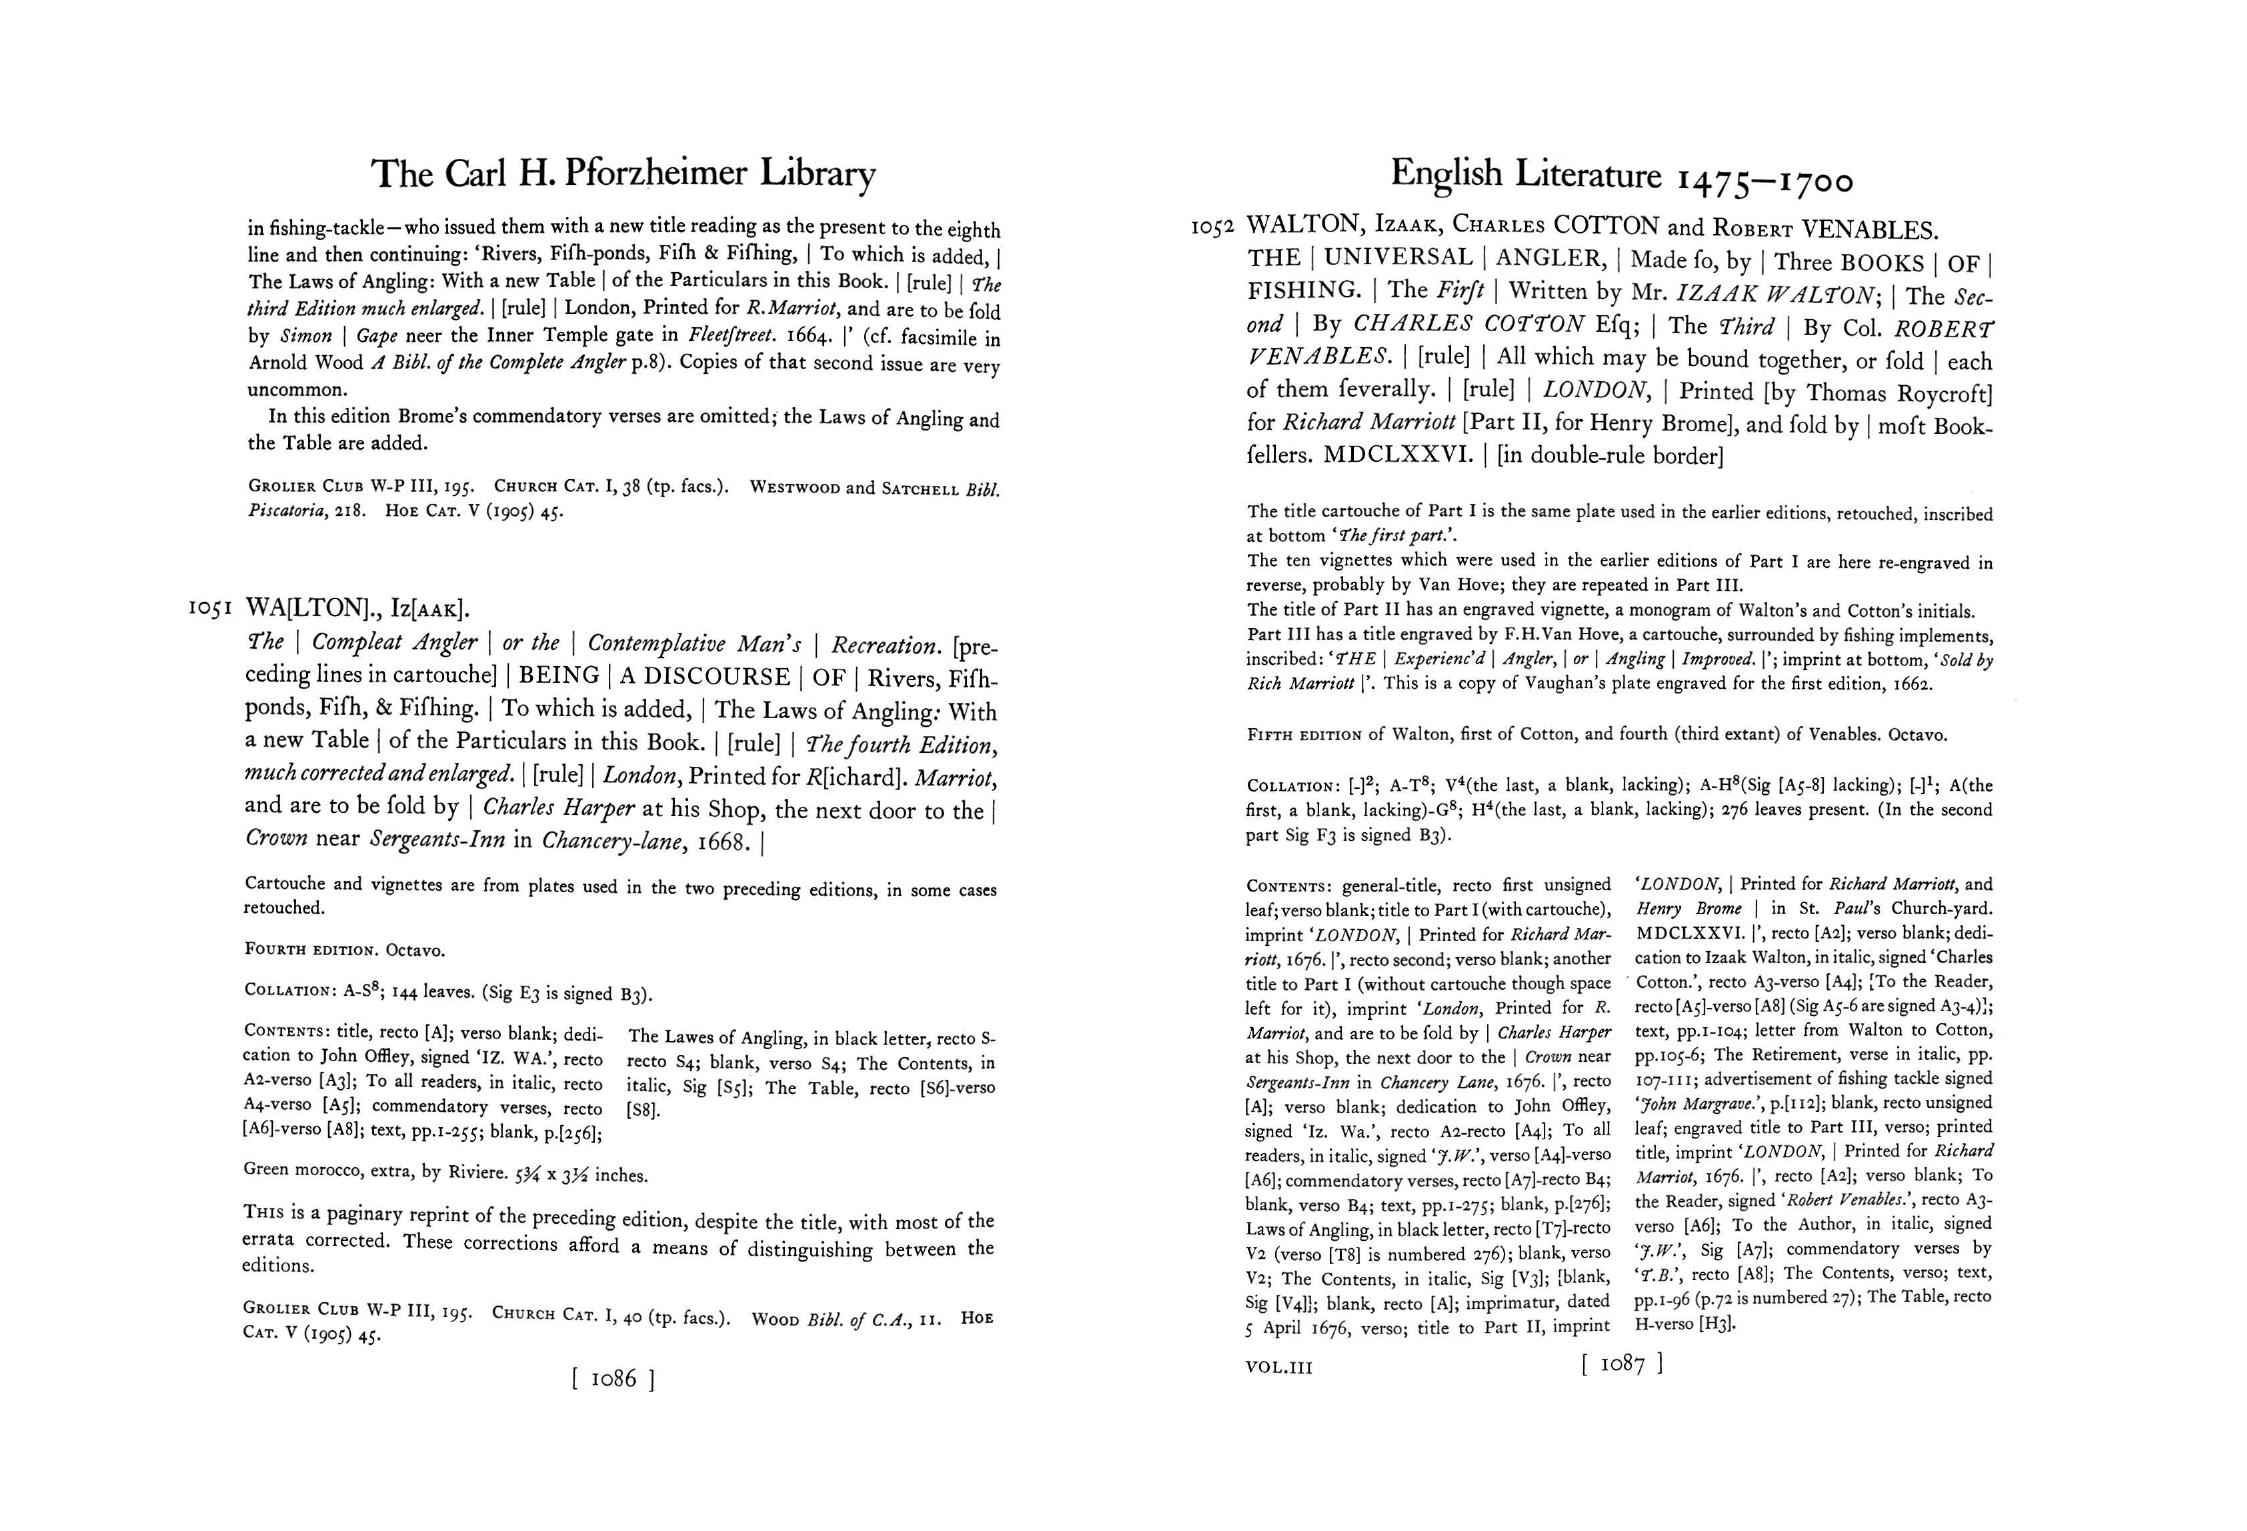 The Carl H. Pforzheimer Library
in fishing-tackle—who issued them with a new title reading as the present to the eighth
line and then continuing: ‘Rivers, Fiſh-ponds, Fiſh & Fiſhing, | To which is added, |
The Laws of Angling: With a new Table | of the Particulars in this Book. | [rule] | The
third Edition much enlarged. | [rule] | London, Printed for R.Marriot, and are to be ſold
by Simon | Gape neer the Inner Temple gate in Fleetſtreet. 1664. |’ (cf. facsimile in
Arnold Wood A Bibl. of the Complete Angler p.8). Copies of that second issue are very
uncommon.
In this edition Brome’s commendatory verses are omitted; the Laws of Angling and
the Table are added.
Grolier Club W-P III, 195. Church Cat. I, 38 (tp. facs.). Westwood and Satchell Bibl.
Piscatoria, 218. Hoe Cat. V (1905) 45.
1051 WA[LTON]., Iz[aak].
The | Compleat Angler | or the | Contemplative Man’s | Recreation. [pre-
ceding lines in cartouche] | BEING | A DISCOURSE | OF | Rivers, Fiſh-
ponds, Fiſh, & Fiſhing. | To which is added, | The Laws of Angling: With
a new Table | of the Particulars in this Book. | [rule] | The fourth Edition,
much corrected and enlarged. | [rule] | London, Printed for R[ichard]. Marriot,
and are to be ſold by | Charles Harper at his Shop, the next door to the |
Crown near Sergeants-Inn in Chancery-lane, 1668. |
Cartouche and vignettes are from plates used in the two preceding editions, in some cases
retouched.
Fourth edition. Octavo.
Collation: A-S⁸; 144 leaves. (Sig E3 is signed B3).
Contents: title, recto [A]; verso blank; dedi-
cation to John Offley, signed ‘IZ. WA.’, recto
A2-verso [A3]; To all readers, in italic, recto
A4-verso [A5]; commendatory verses, recto
[A6]-verso [A8]; text, pp.1-255; blank, p.[256];
The Lawes of Angling, in black letter, recto S-
recto S4; blank, verso S4; The Contents, in
italic, Sig [S5]; The Table, recto [S6]-verso
[S8].
Green morocco, extra, by Riviere. 5¾ x 3½ inches.
This is a paginary reprint of the preceding edition, despite the title, with most of the
errata corrected. These corrections afford a means of distinguishing between the
editions.
Grolier Club W-P III, 195. Church Cat. I, 40 (tp. facs.). Wood Bibl. of C.A., 11. Hoe
Cat. V (1905) 45.
[ 1086 ]
English Literature 1475–1700
1052 WALTON, Izaak, Charles COTTON and Robert VENABLES.
THE | UNIVERSAL | ANGLER, | Made ſo, by | Three BOOKS | OF |
FISHING. | The Firſt | Written by Mr. IZAAK WALTON; | The Sec-
ond | By CHARLES COTTON Eſq; | The Third | By Col. ROBERT
VENABLES. | [rule] | All which may be bound together, or ſold | each
of them ſeverally. | [rule] | LONDON, | Printed [by Thomas Roycroft]
for Richard Marriott [Part II, for Henry Brome], and ſold by | moſt Book-
ſellers. MDCLXXVI. | [in double-rule border]
The title cartouche of Part I is the same plate used in the earlier editions, retouched, inscribed
at bottom ‘The first part.’.
The ten vignettes which were used in the earlier editions of Part I are here re-engraved in
reverse, probably by Van Hove; they are repeated in Part III.
The title of Part II has an engraved vignette, a monogram of Walton’s and Cotton’s initials.
Part III has a title engraved by F.H.Van Hove, a cartouche, surrounded by fishing implements,
inscribed: ‘THE | Experienc’d | Angler, | or | Angling | Improved. |’; imprint at bottom, ‘Sold by
Rich Marriott |’. This is a copy of Vaughan’s plate engraved for the first edition, 1662.
Fifth edition of Walton, first of Cotton, and fourth (third extant) of Venables. Octavo.
Collation: [-]²; A-T⁸; V⁴(the last, a blank, lacking); A-H⁸(Sig [A5-8] lacking); [-]¹; A(the
first, a blank, lacking)-G⁸; H⁴(the last, a blank, lacking); 276 leaves present. (In the second
part Sig F3 is signed B3).
Contents: general-title, recto first unsigned
leaf; verso blank; title to Part I (with cartouche),
imprint ‘LONDON, | Printed for Richard Mar-
riott, 1676. |’, recto second; verso blank; another
title to Part I (without cartouche though space
left for it), imprint ‘London, Printed for R.
Marriot, and are to be ſold by | Charles Harper
at his Shop, the next door to the | Crown near
Sergeants-Inn in Chancery Lane, 1676. |’, recto
[A]; verso blank; dedication to John Offley,
signed ‘Iz. Wa.’, recto A2-recto [A4]; To all
readers, in italic, signed ‘J.W.’, verso [A4]-verso
[A6]; commendatory verses, recto [A7]-recto B4;
blank, verso B4; text, pp.1-275; blank, p.[276];
Laws of Angling, in black letter, recto [T7]-recto
V2 (verso [T8] is numbered 276); blank, verso
V2; The Contents, in italic, Sig [V3]; [blank,
Sig [V4]]; blank, recto [A]; imprimatur, dated
5 April 1676, verso; title to Part II, imprint
‘LONDON, | Printed for Richard Marriott, and
Henry Brome | in St. Paul’s Church-yard.
MDCLXXVI. |’, recto [A2]; verso blank; dedi-
cation to Izaak Walton, in italic, signed ‘Charles
Cotton.’, recto A3-verso [A4]; [To the Reader,
recto [A5]-verso [A8] (Sig A5-6 are signed A3-4)];
text, pp.1-104; letter from Walton to Cotton,
pp.105-6; The Retirement, verse in italic, pp.
107-111; advertisement of fishing tackle signed
‘John Margrave.’, p.[112]; blank, recto unsigned
leaf; engraved title to Part III, verso; printed
title, imprint ‘LONDON, | Printed for Richard
Marriot, 1676. |’, recto [A2]; verso blank; To
the Reader, signed ‘Robert Venables.’, recto A3-
verso [A6]; To the Author, in italic, signed
‘J.W.’, Sig [A7]; commendatory verses by
‘T.B.’, recto [A8]; The Contents, verso; text,
pp.1-96 (p.72 is numbered 27); The Table, recto
H-verso [H3].
VOL.III
[ 1087 ]